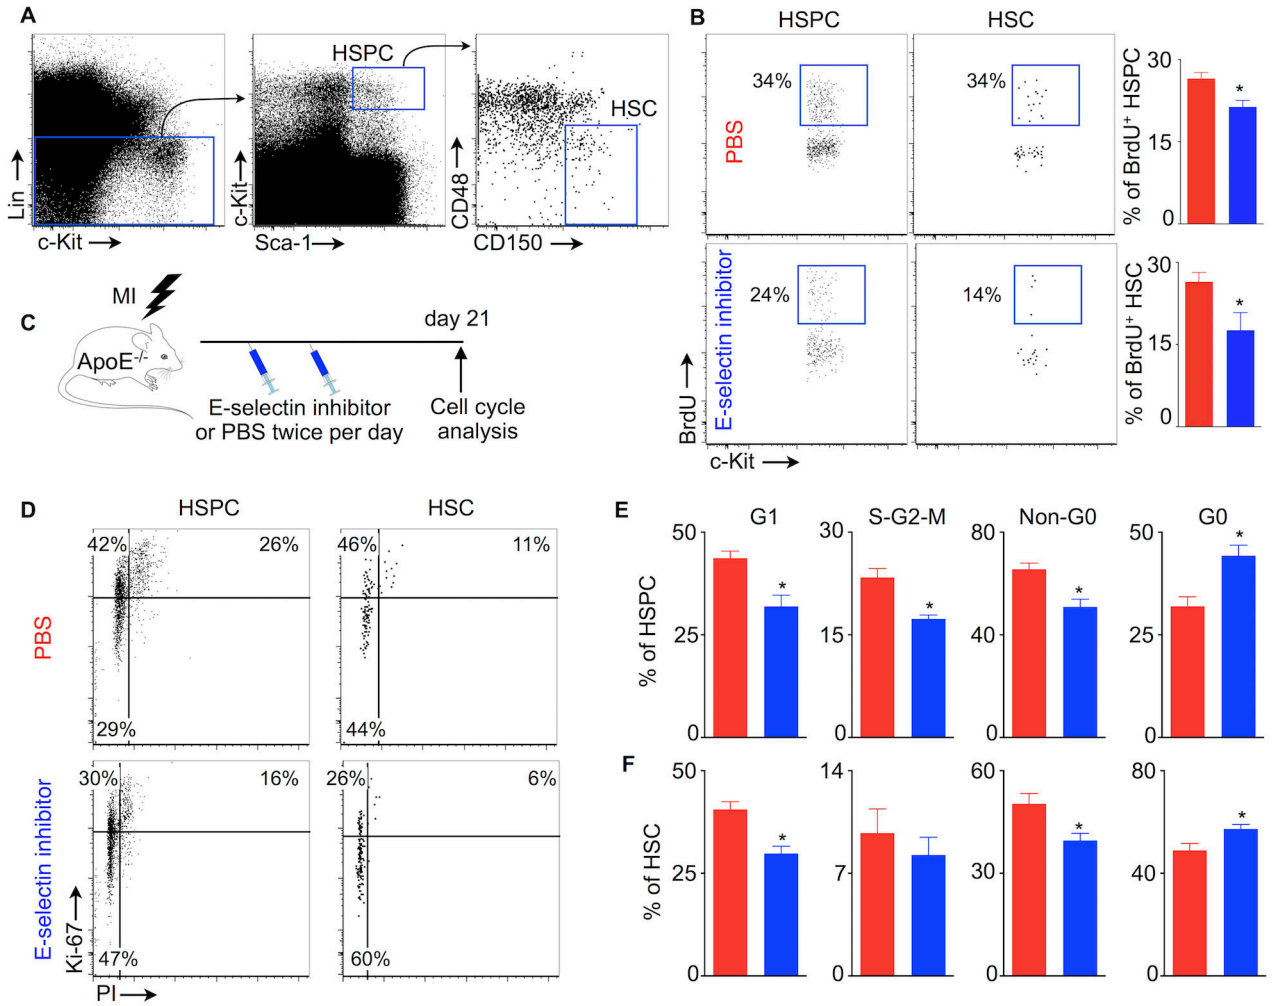 A
HSPC
HSC
Lin
c-Kit
c-Kit
Sca-1
CD48
CD150
B
HSPC
HSC
PBS
34%
34%
E-selectin inhibitor
24%
14%
BrdU
c-Kit
% of BrdU⁺ HSPC
30
15
0
*
% of BrdU⁺ HSC
30
15
0
*
C
MI
ApoE-/-
day 21
E-selectin inhibitor
or PBS twice per day
Cell cycle
analysis
D
HSPC
HSC
PBS
42%
26%
29%
46%
11%
44%
E-selectin inhibitor
30%
16%
47%
26%
6%
60%
Ki-67
PI
E
% of HSPC
G1
50
25
0
*
S-G2-M
30
15
0
*
Non-G0
80
40
0
*
G0
50
25
0
*
F
% of HSC
50
25
0
*
14
7
0
60
30
0
*
80
40
0
*